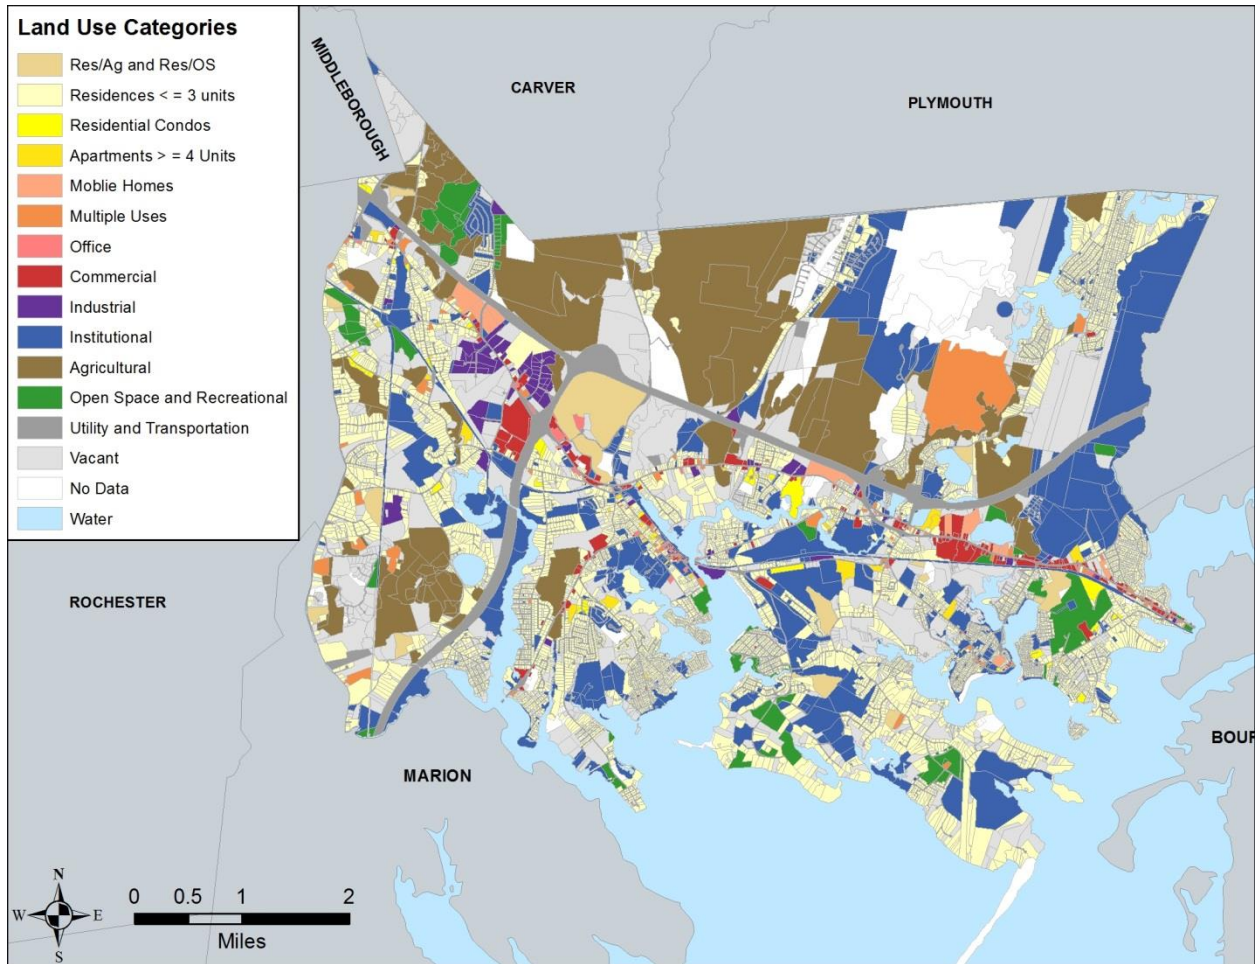 Land Use Categories
Res/Ag and Res/OS
Residences < = 3 units
Residential Condos
Apartments > = 4 Units
Moblie Homes
Multiple Uses
Office
Commercial
Industrial
Institutional
Agricultural
Open Space and Recreational
Utility and Transportation
Vacant
No Data
Water
MIDDLEBOROUGH
CARVER
PLYMOUTH
ROCHESTER
MARION
BOUR
N
W E
S
0 0.5 1 2
Miles